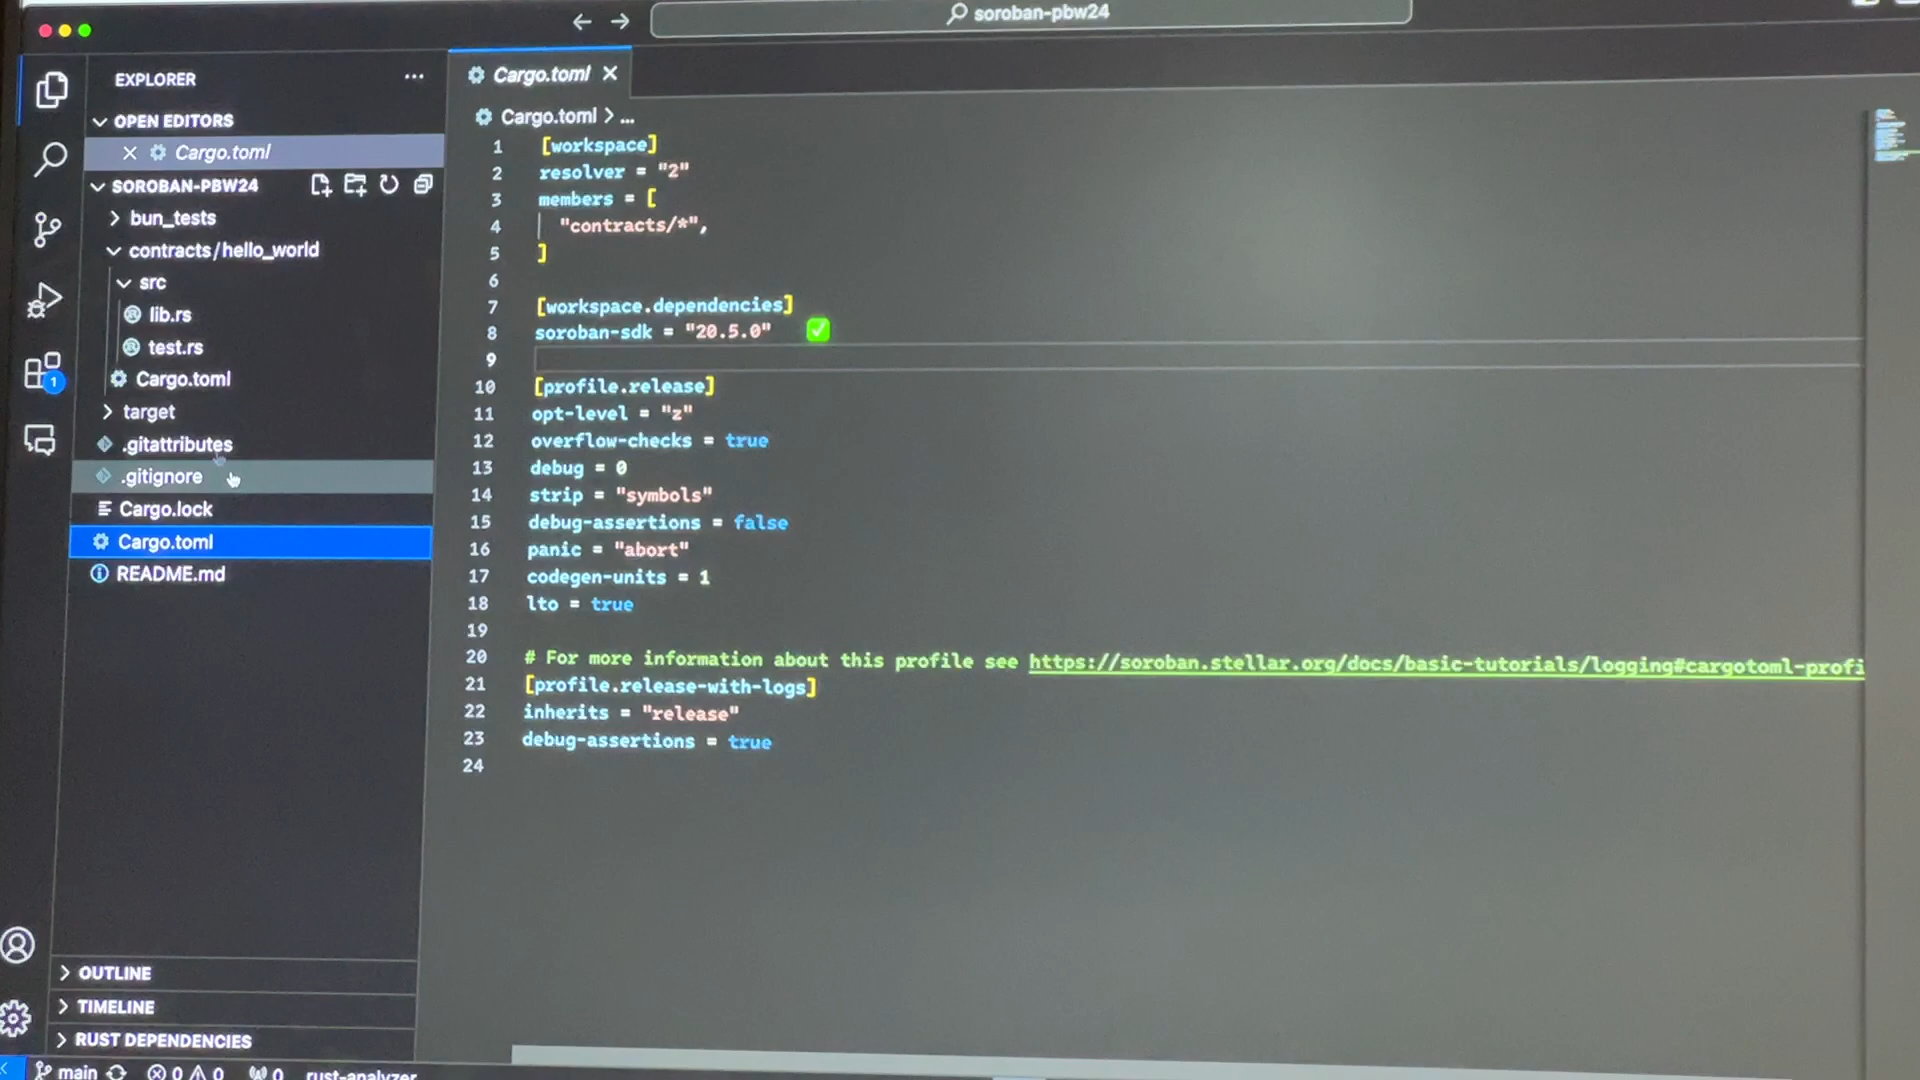 soroban-pbw24
EXPLORER
OPEN EDITORS
Cargo.toml
SOROBAN-PBW24
bun_tests
contracts/hello_world
src
lib.rs
test.rs
Cargo.toml
target
.gitattributes
.gitignore
Cargo.lock
Cargo.toml
README.md
OUTLINE
TIMELINE
RUST DEPENDENCIES
1
main 0 0 0 rust-analyzer
Cargo.toml
Cargo.toml > ...
1 [workspace]
2 resolver = "2"
3 members = [
4 "contracts/*",
5 ]
6
7 [workspace.dependencies]
8 soroban-sdk = "20.5.0" ✅
9
10 [profile.release]
11 opt-level = "z"
12 overflow-checks = true
13 debug = 0
14 strip = "symbols"
15 debug-assertions = false
16 panic = "abort"
17 codegen-units = 1
18 lto = true
19
20 # For more information about this profile see https://soroban.stellar.org/docs/basic-tutorials/logging#cargotoml-profi
21 [profile.release-with-logs]
22 inherits = "release"
23 debug-assertions = true
24